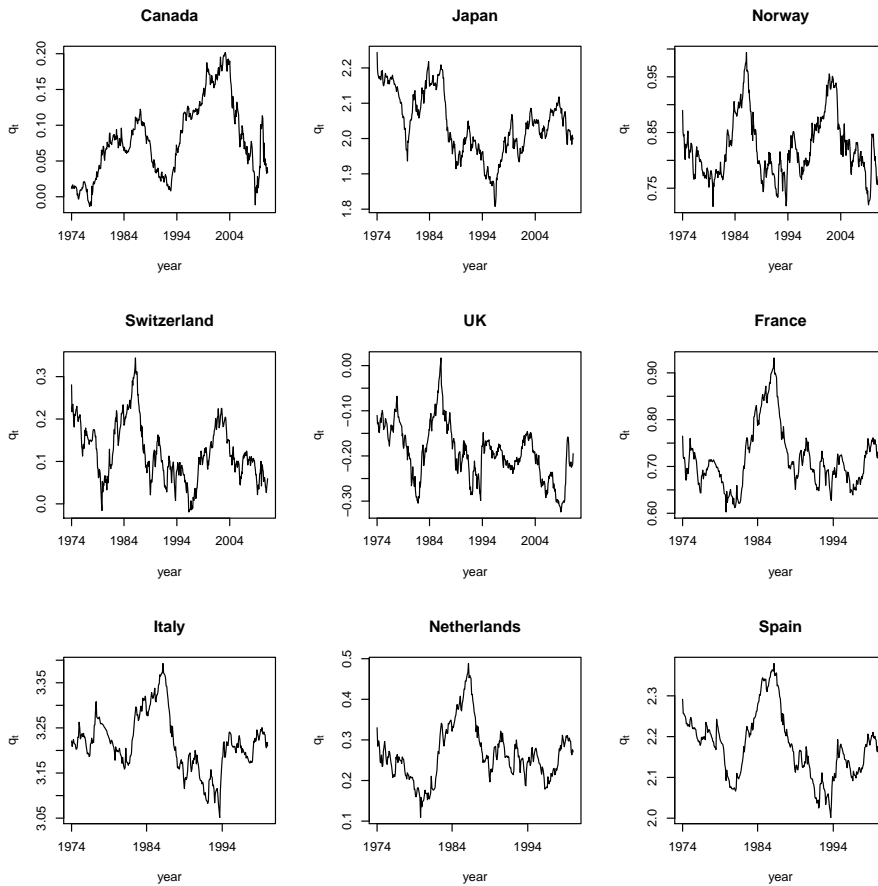 Canada
q_t
0.00 0.05 0.10 0.15 0.20
1974 1984 1994 2004
year
Japan
q_t
1.8 1.9 2.0 2.1 2.2
1974 1984 1994 2004
year
Norway
q_t
0.75 0.85 0.95
1974 1984 1994 2004
year
Switzerland
q_t
0.0 0.1 0.2 0.3
1974 1984 1994 2004
year
UK
q_t
−0.30 −0.20 −0.10 0.00
1974 1984 1994 2004
year
France
q_t
0.60 0.70 0.80 0.90
1974 1984 1994
year
Italy
q_t
3.05 3.15 3.25 3.35
1974 1984 1994
year
Netherlands
q_t
0.1 0.2 0.3 0.4 0.5
1974 1984 1994
year
Spain
q_t
2.0 2.1 2.2 2.3
1974 1984 1994
year